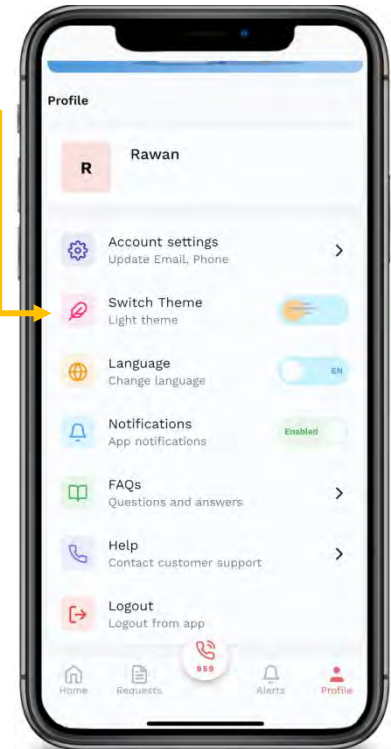 Profile
R
Rawan
Account settings
Update Email, Phone
Switch Theme
Light theme
Language
Change language
EN
Notifications
App notifications
Enabled
FAQs
Questions and answers
Help
Contact customer support
Logout
Logout from app
959
Home
Requests
Alerts
Profile